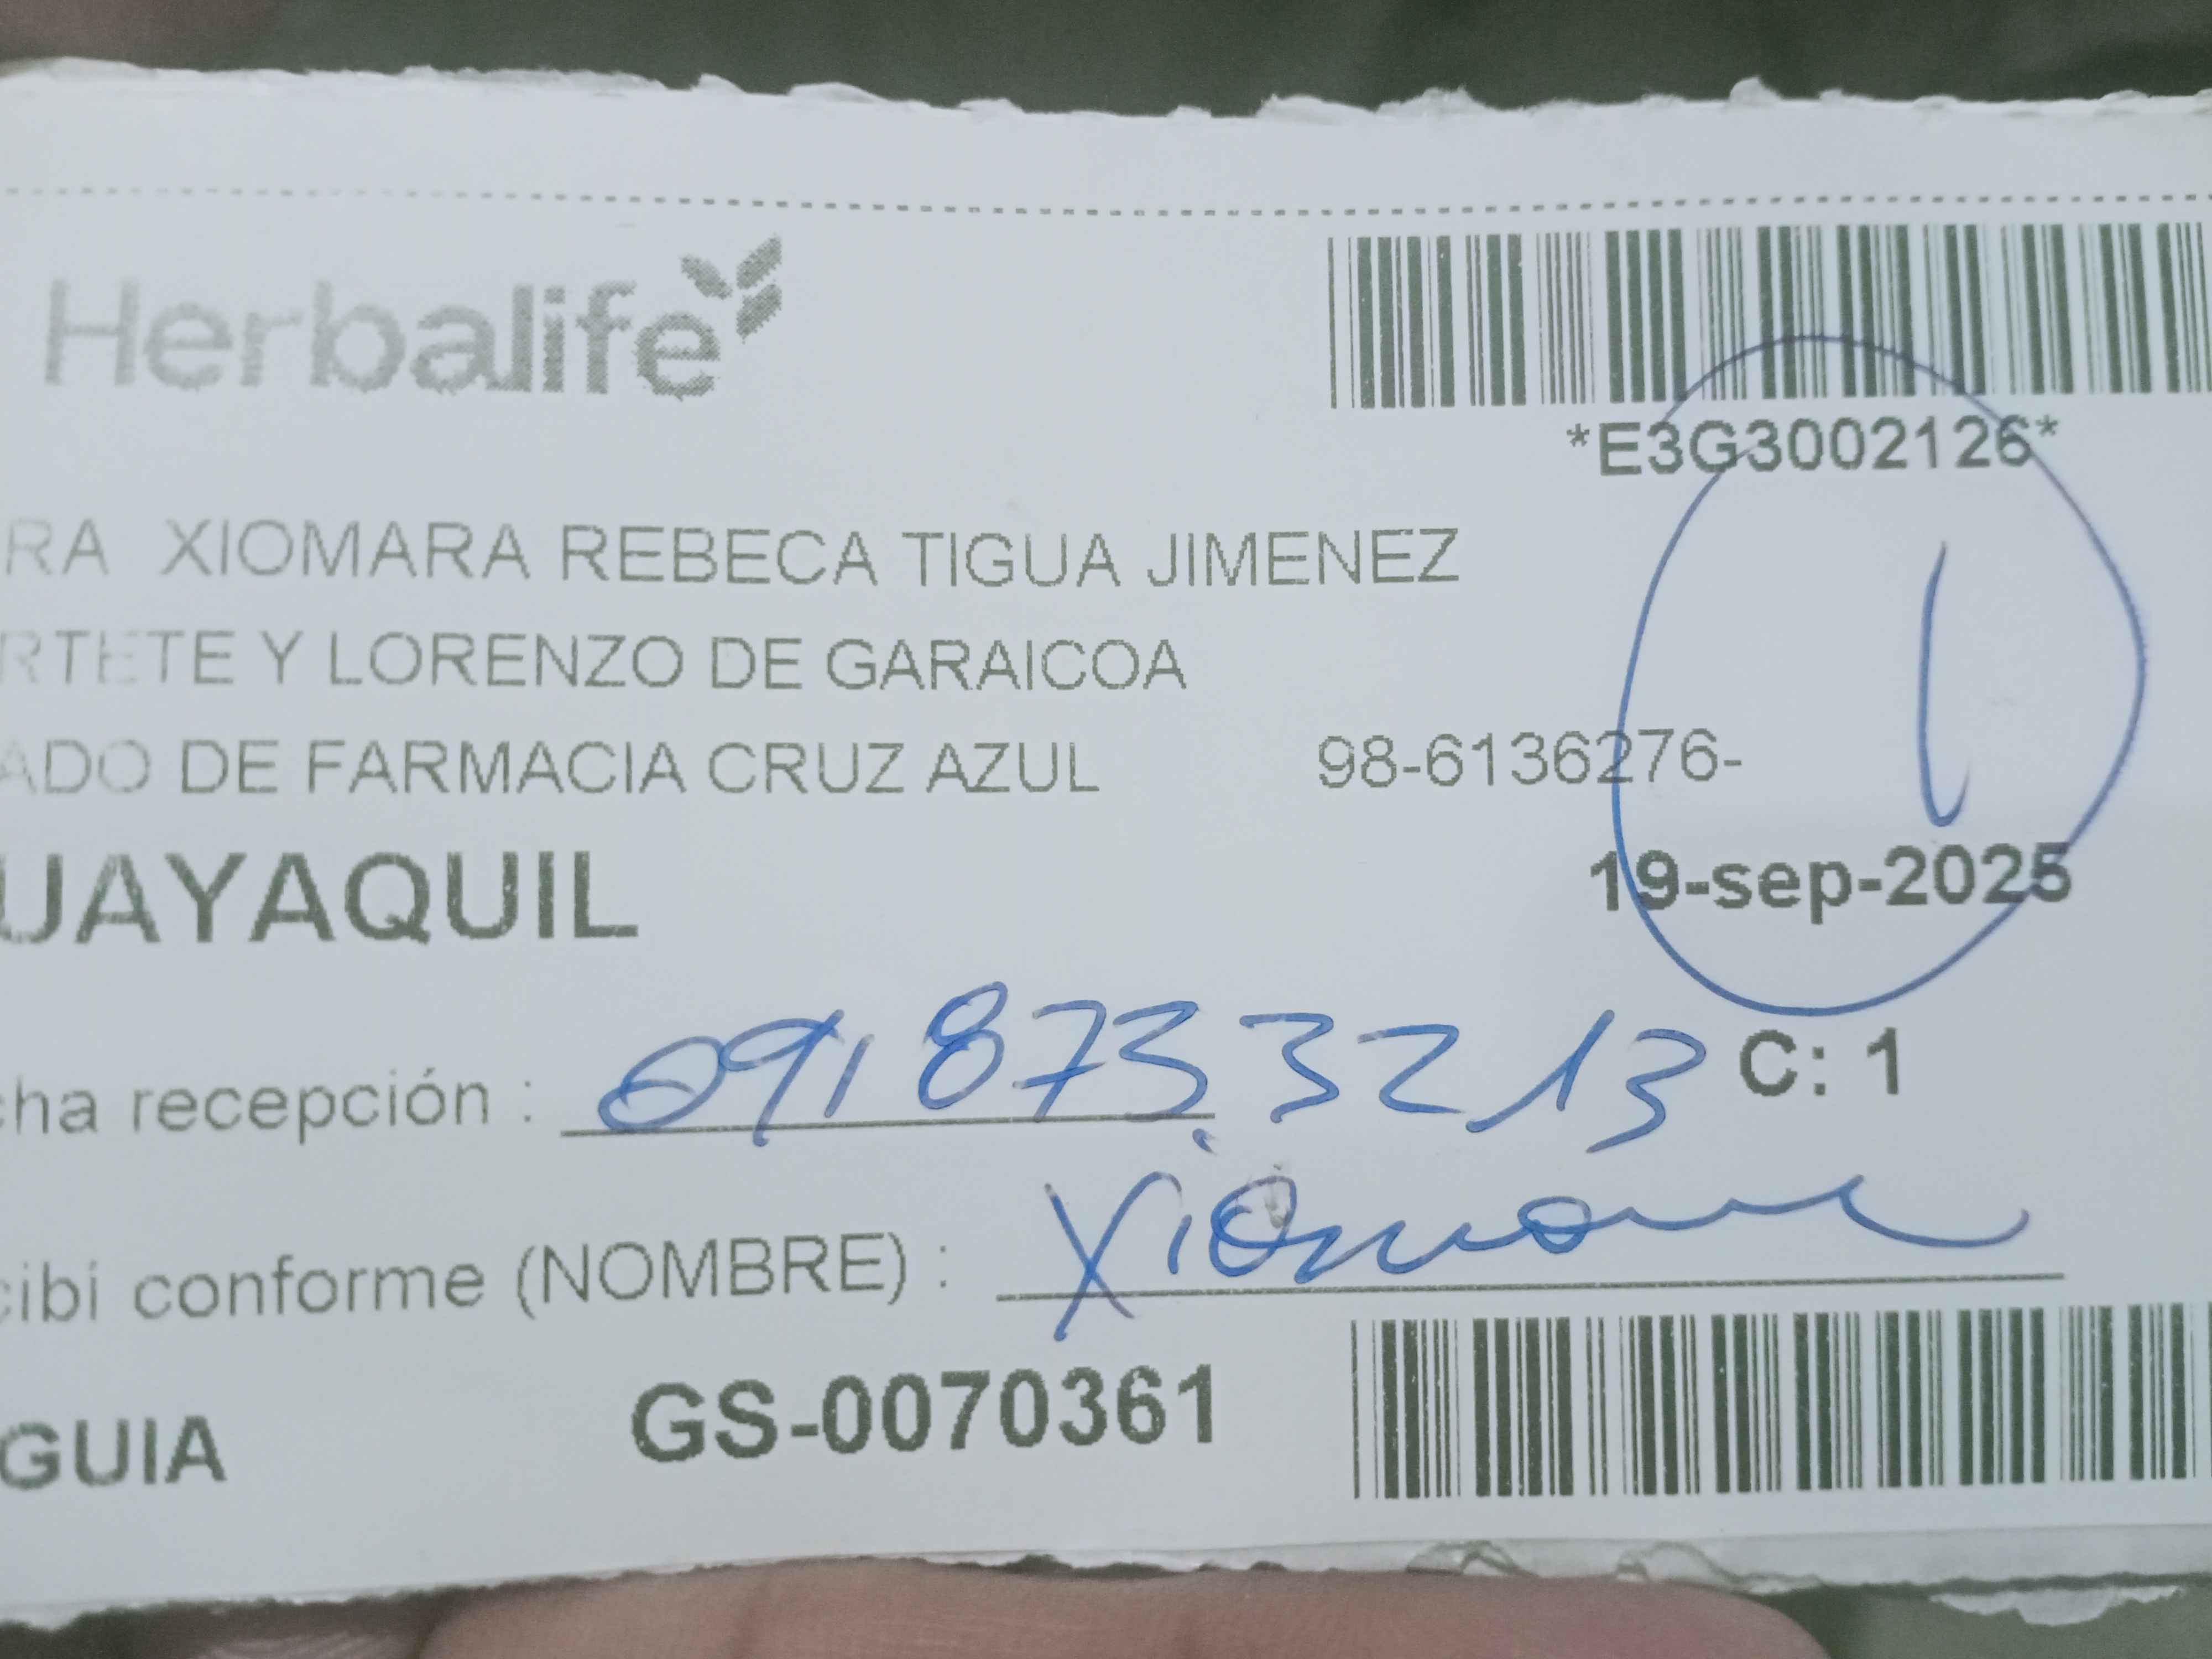 Herbalife
*E3G3002126*
RA XIOMARA REBECA TIGUA JIMENEZ
RTETE Y LORENZO DE GARAICOA
ADO DE FARMACIA CRUZ AZUL 98-6136276-
1
UAYAQUIL 19-sep-2025
cha recepción : 0918733213 C: 1
cibí conforme (NOMBRE) : Xiomara
GUIA GS-0070361